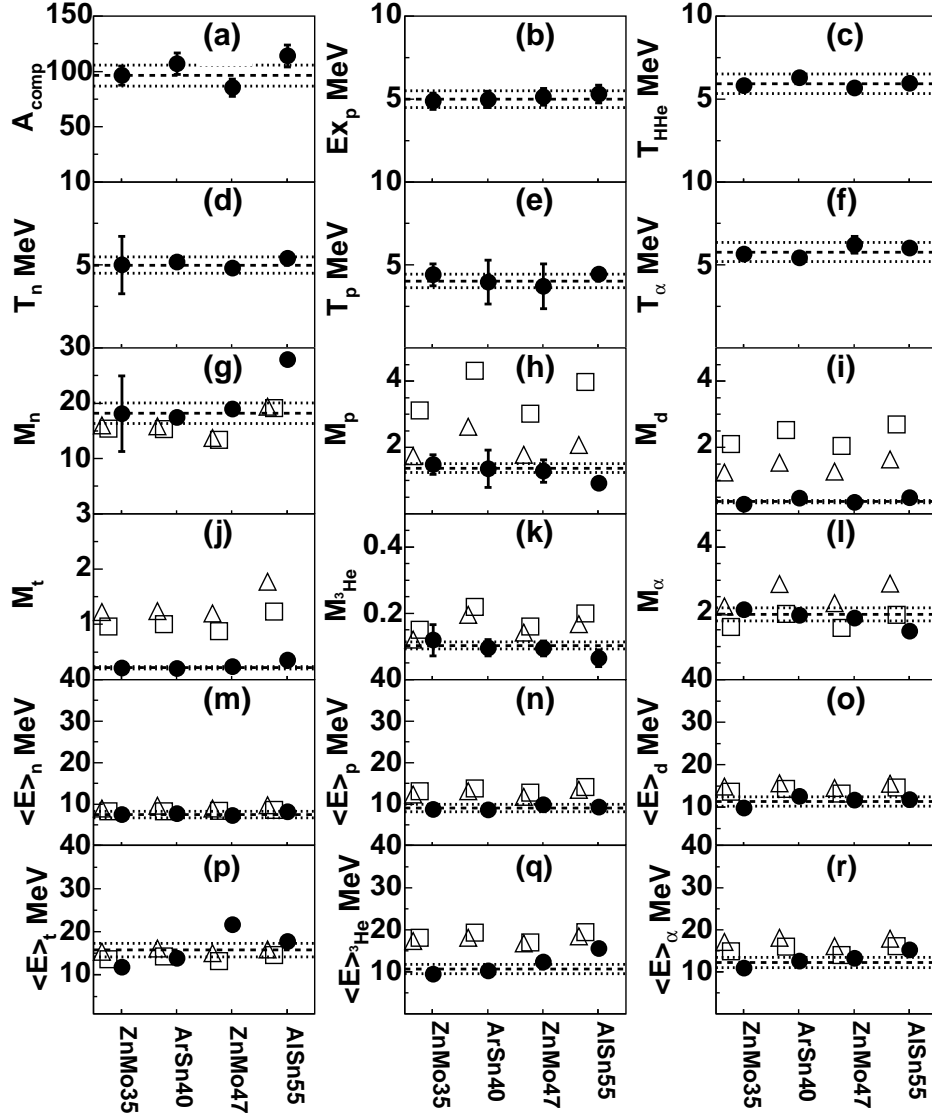 150 10 10
(a) (b) (c)
100
A_comp Ex_p MeV T_HHe MeV
5 5
50
10 10 10
(d) (e) (f)
T_n MeV T_p MeV T_α MeV
5 5 5
30
(g) (h) (i)
4 4
M_n M_p M_d
20
2 2
10
3
(j) (k) (l)
0.4 4
2
M_t M_³He M_α
1 0.2 2
40 40 40
(m) (n) (o)
30 30 30
<E>_n MeV <E>_p MeV <E>_d MeV
20 20 20
10 10 10
40 40 40
(p) (q) (r)
30 30 30
<E>_t MeV <E>_³He MeV <E>_α MeV
20 20 20
10 10 10
ZnMo35 ArSn40 ZnMo47 AlSn55 ZnMo35 ArSn40 ZnMo47 AlSn55 ZnMo35 ArSn40 ZnMo47 AlSn55